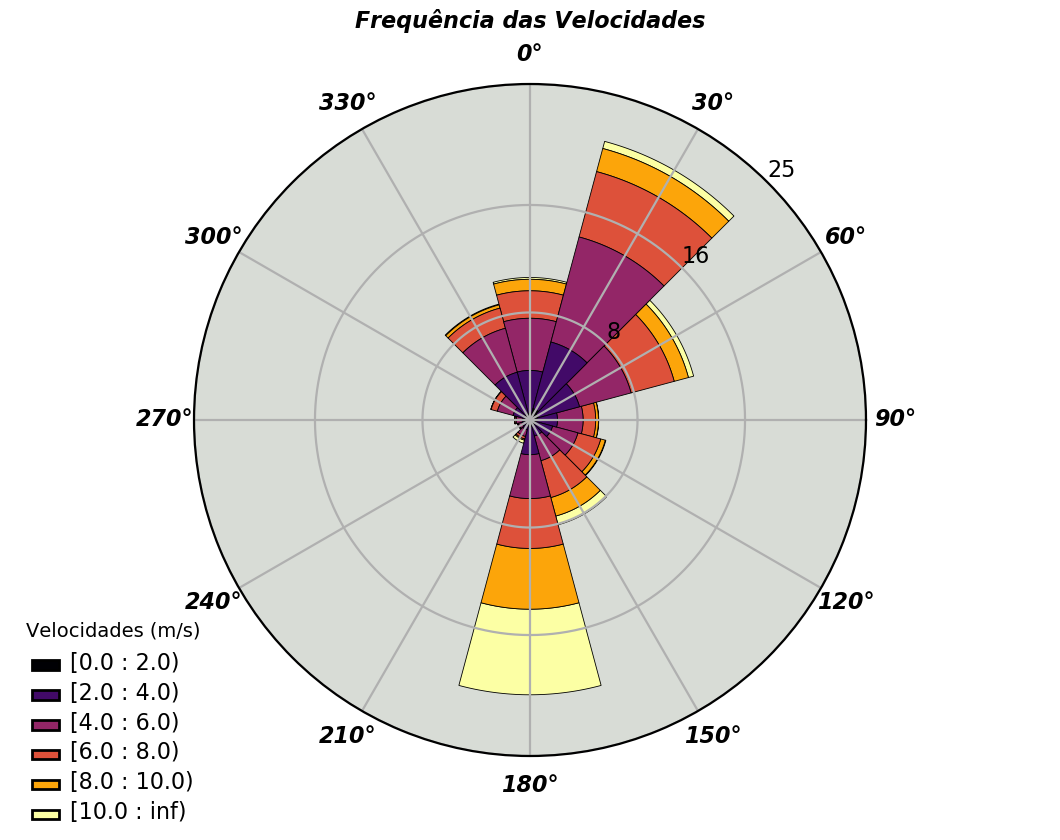 Frequência das Velocidades
0°
330°
30°
25
300°
60°
16
8
270°
90°
240°
120°
210°
150°
180°
Velocidades (m/s)
[0.0 : 2.0)
[2.0 : 4.0)
[4.0 : 6.0)
[6.0 : 8.0)
[8.0 : 10.0)
[10.0 : inf)